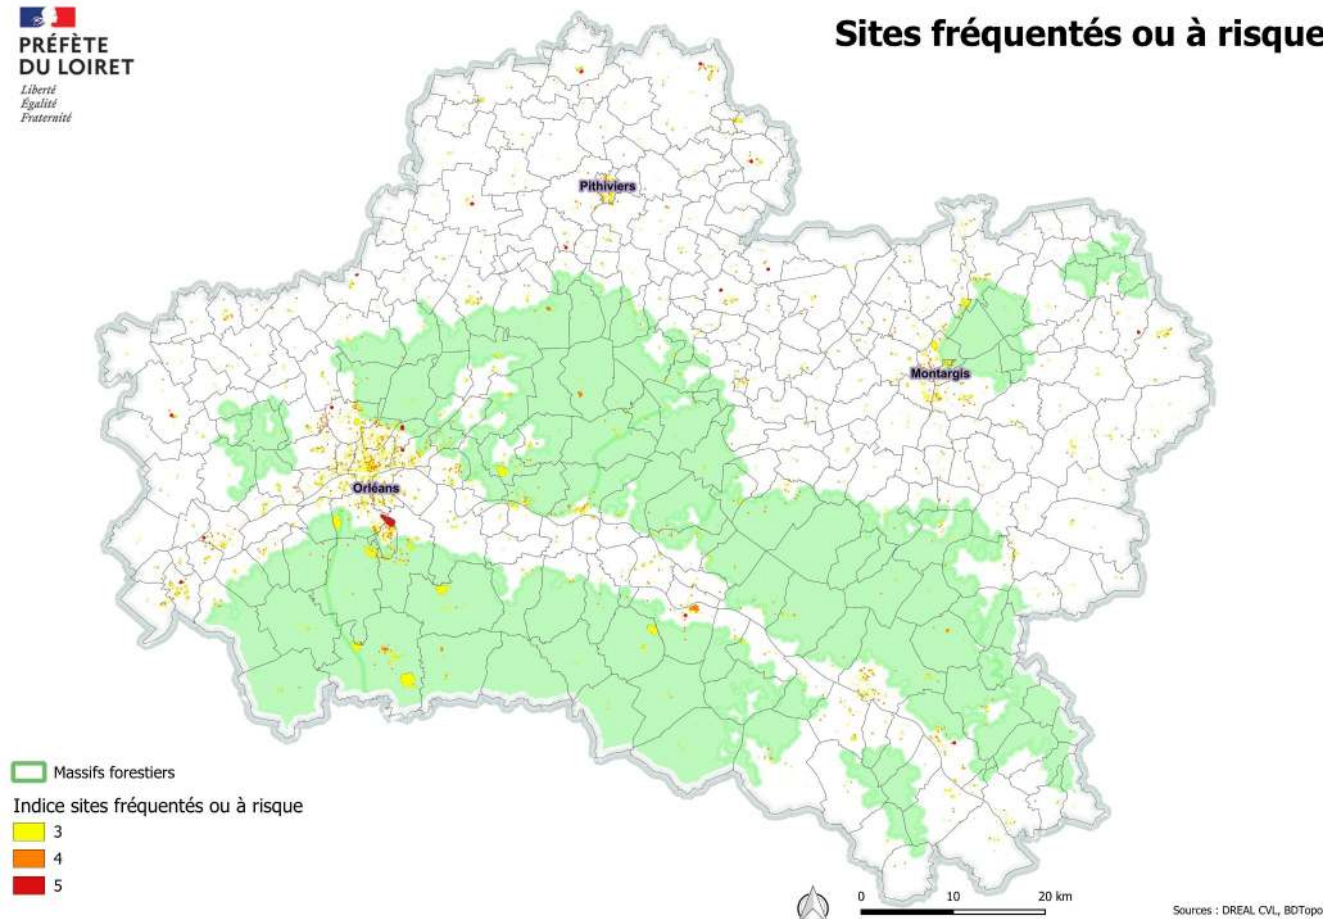 PRÉFÈTE
DU LOIRET
Liberté
Égalité
Fraternité
Sites fréquentés ou à risque
Pithiviers
Montargis
Orléans
Massifs forestiers
Indice sites fréquentés ou à risque
3
4
5
0 10 20 km
Sources : DREAL CVL, BDTopo